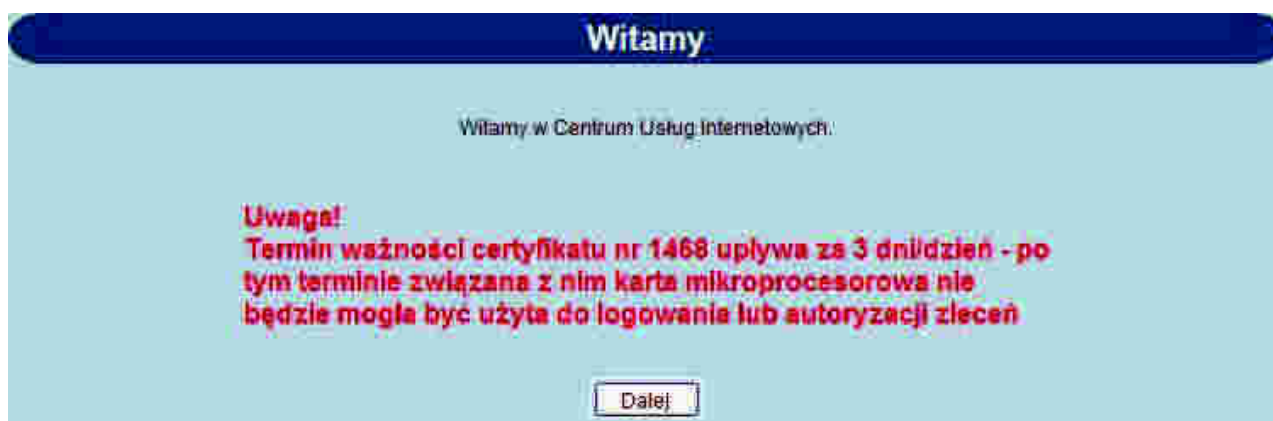 Witamy
Witamy w Centrum Usług Internetowych.
Uwaga!
Termin ważności certyfikatu nr 1468 upływa za 3 dni/dzień - po
tym terminie związana z nim karta mikroprocesorowa nie
będzie mogła być użyta do logowania lub autoryzacji zleceń
Dalej